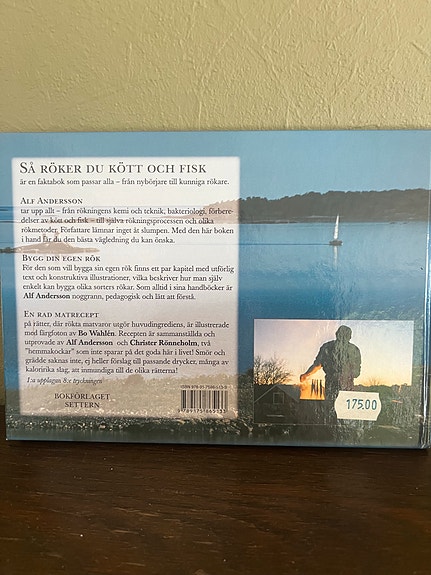 SÅ RÖKER DU KÖTT OCH FISK
är en faktabok som passar alla – från nybörjare till kunniga rökare.
ALF ANDERSSON
tar upp allt – från rökningens kemi och teknik, bakteriologi, förbere-
delser av kött och fisk – till själva rökningsprocessen och olika
rökmetoder. Författare lämnar inget åt slumpen. Med den här boken
i hand får du den bästa vägledning du kan önska.
BYGG DIN EGEN RÖK
För den som vill bygga sin egen rök finns ett par kapitel med utförlig
text och konstruktiva illustrationer, vilka beskriver hur man själv
enkelt kan bygga olika sorters rökar. Som alltid i sina handböcker är
Alf Andersson noggrann, pedagogisk och lätt att förstå.
EN RAD MATRECEPT
på rätter, där rökta matvaror utgör huvudingrediens, är illustrerade
med färgfoton av Bo Wahlén. Recepten är sammanställda och
utprovade av Alf Andersson och Christer Rönneholm, två
"hemmakockar" som inte sparar på det goda här i livet! Smör och
grädde saknas inte, ej heller förslag till passande drycker, många av
kaloririka slag, att inmundiga till de olika rätterna!
1:a upplagan 8:e tryckningen
BOKFÖRLAGET
SETTERN
ISBN 978-91-7586-513-3
9789175865133
175.00